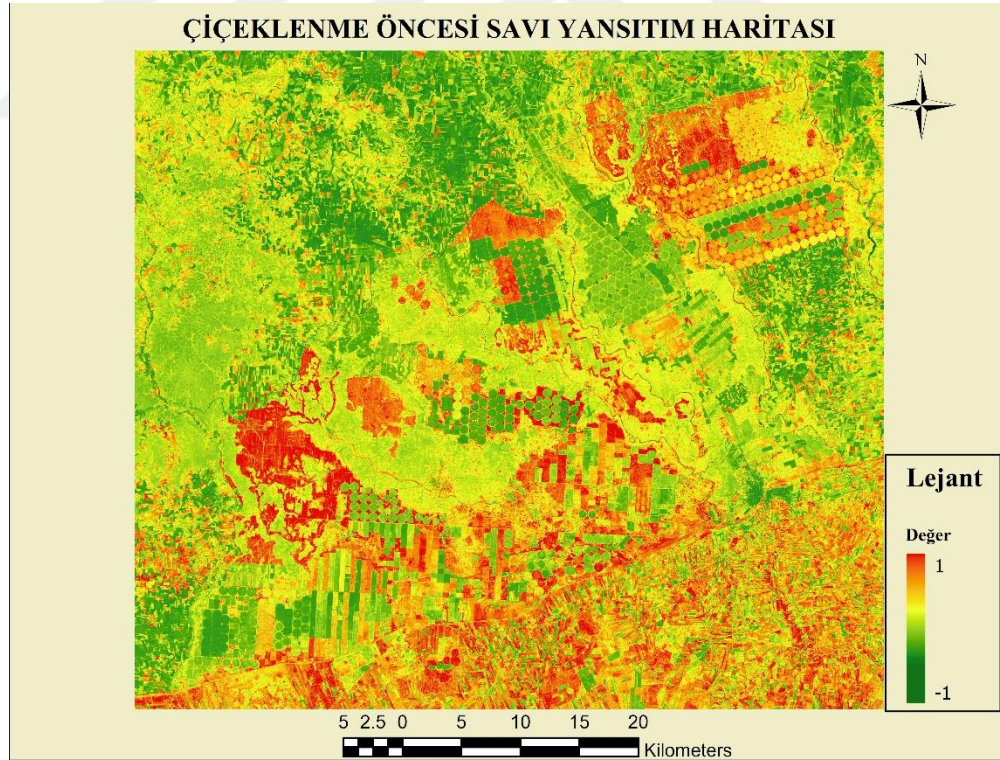 ÇİÇEKLENME ÖNCESİ SAVI YANSITIM HARİTASI
N
Lejant
Değer
1
-1
5 2.5 0 5 10 15 20
Kilometers